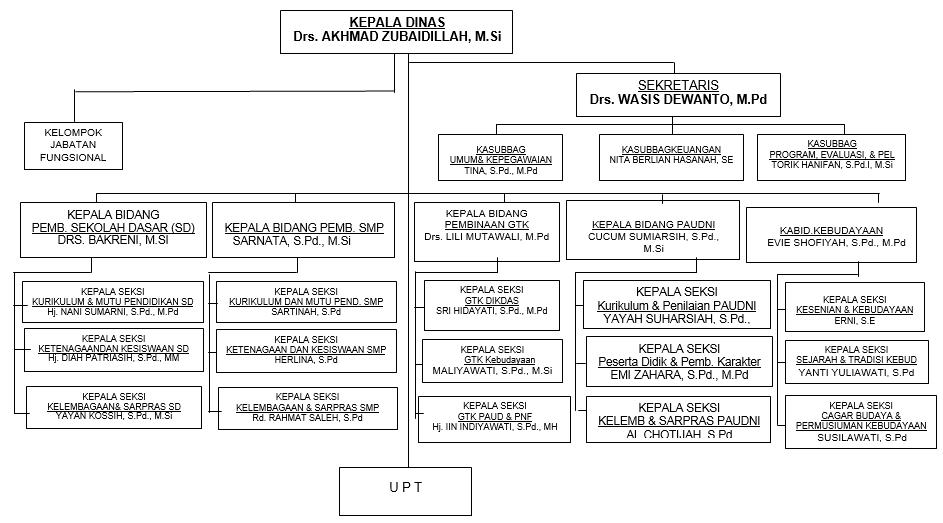 KEPALA DINAS
Drs. AKHMAD ZUBAIDILLAH, M.Si
SEKRETARIS
Drs. WASIS DEWANTO, M.Pd
KELOMPOK
JABATAN
FUNGSIONAL
KASUBBAG
UMUM& KEPEGAWAIAN
TINA, S.Pd., M.Pd
KASUBBAGKEUANGAN
NITA BERLIAN HASANAH, SE
KASUBBAG
PROGRAM, EVALUASI, & PEL
TORIK HANIFAN, S.Pd.I, M.Si
KEPALA BIDANG
PEMB. SEKOLAH DASAR (SD)
DRS. BAKRENI, M.SI
KEPALA BIDANG PEMB. SMP
SARNATA, S.Pd., M.Si
KEPALA BIDANG
PEMBINAAN GTK
Drs. LILI MUTAWALI, M.Pd
KEPALA BIDANG PAUDNI
CUCUM SUMIARSIH, S.Pd.,
M.Si
KABID.KEBUDAYAAN
EVIE SHOFIYAH, S.Pd., M.Pd
KEPALA SEKSI
KURIKULUM & MUTU PENDIDIKAN SD
Hj. NANI SUMARNI, S.Pd., M.Pd
KEPALA SEKSI
KURIKULUM DAN MUTU PEND. SMP
SARTINAH, S.Pd
KEPALA SEKSI
GTK DIKDAS
SRI HIDAYATI, S.Pd., M.Pd
KEPALA SEKSI
Kurikulum & Penilaian PAUDNI
YAYAH SUHARSIAH, S.Pd.,
KEPALA SEKSI
KESENIAN & KEBUDAYAAN
ERNI, S.E
KEPALA SEKSI
KETENAGAANDAN KESISWAAN SD
Hj. DIAH PATRIASIH, S.Pd., MM
KEPALA SEKSI
KETENAGAAN DAN KESISWAAN SMP
HERLINA, S.Pd
KEPALA SEKSI
GTK Kebudayaan
MALIYAWATI, S.Pd., M.Si
KEPALA SEKSI
Peserta Didik & Pemb. Karakter
EMI ZAHARA, S.Pd., M.Pd
KEPALA SEKSI
SEJARAH & TRADISI KEBUD
YANTI YULIAWATI, S.Pd
KEPALA SEKSI
KELEMBAGAAN& SARPRAS SD
YAYAN KOSSIH, S.Pd, M.Si
KEPALA SEKSI
KELEMBAGAAN & SARPRAS SMP
Rd. RAHMAT SALEH, S.Pd
KEPALA SEKSI
GTK PAUD & PNF
Hj. IIN INDIYAWATI, S.Pd., MH
KEPALA SEKSI
KELEMB & SARPRAS PAUDNI
AL CHOTIJAH, S.Pd
KEPALA SEKSI
CAGAR BUDAYA &
PERMUSIUMAN KEBUDAYAAN
SUSILAWATI, S.Pd
U P T